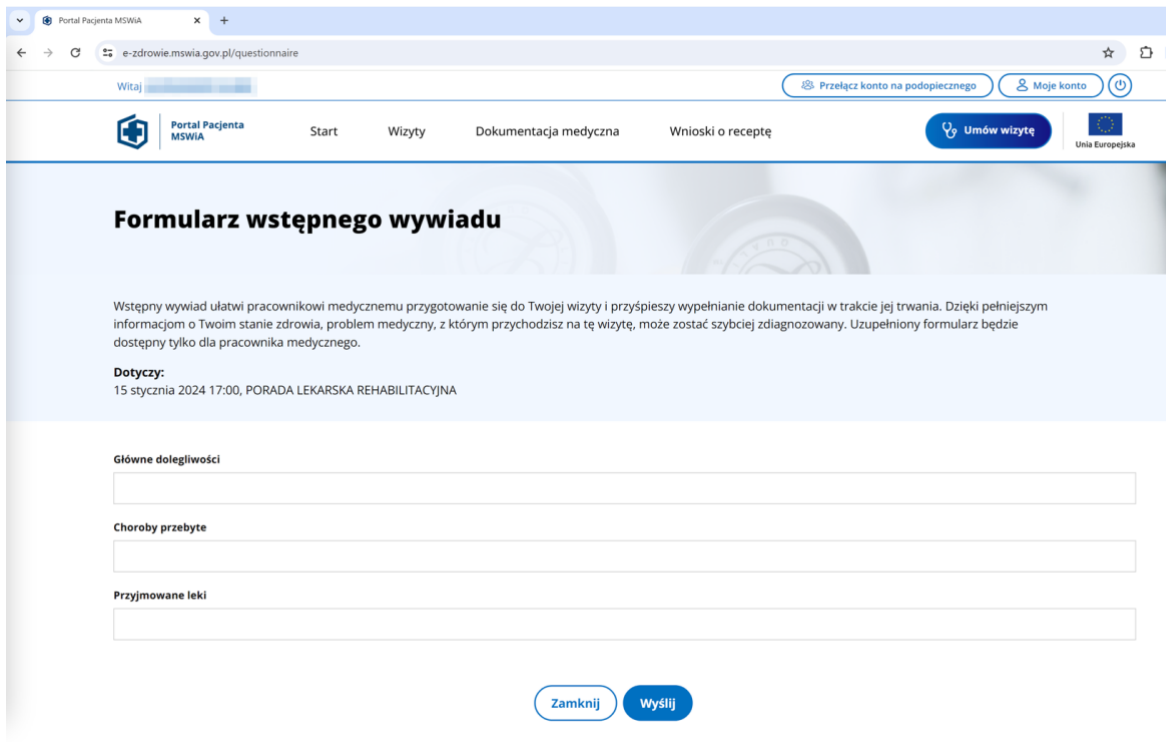 Portal Pacjenta MSWiA
e-zdrowie.mswia.gov.pl/questionnaire
Witaj
Przełącz konto na podopiecznego
Moje konto
Portal Pacjenta
MSWiA
Start
Wizyty
Dokumentacja medyczna
Wnioski o receptę
Umów wizytę
Unia Europejska
Formularz wstępnego wywiadu
Wstępny wywiad ułatwi pracownikowi medycznemu przygotowanie się do Twojej wizyty i przyśpieszy wypełnianie dokumentacji w trakcie jej trwania. Dzięki pełniejszym
informacjom o Twoim stanie zdrowia, problem medyczny, z którym przychodzisz na tę wizytę, może zostać szybciej zdiagnozowany. Uzupełniony formularz będzie
dostępny tylko dla pracownika medycznego.
Dotyczy:
15 stycznia 2024 17:00, PORADA LEKARSKA REHABILITACYJNA
Główne dolegliwości
Choroby przebyte
Przyjmowane leki
Zamknij
Wyślij